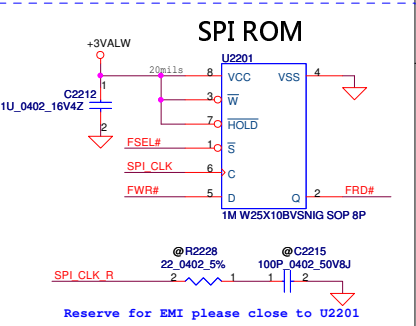 SPI ROM
+3VALW
U2201
20mils
8 VCC VSS 4
1
C2212
1U_0402_16V4Z
3 W
2
7 HOLD
FSEL# 1 S
SPI_CLK 6 C
FWR# 5 D Q 2 FRD#
1M W25X10BVSNIG SOP 8P
@R2228 @C2215
22_0402_5% 100P_0402_50V8J
SPI_CLK_R 2 1 1 2
Reserve for EMI please close to U2201